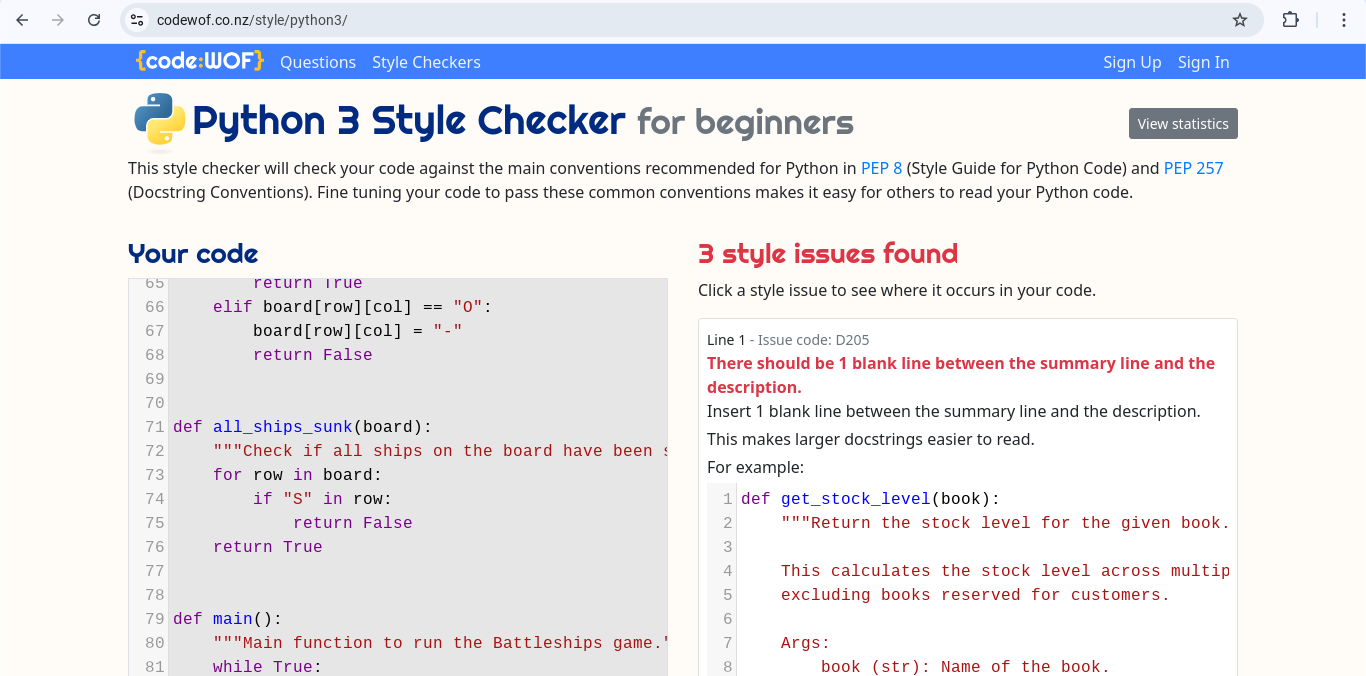 codewof.co.nz/style/python3/
{code:WOF} Questions Style Checkers Sign Up Sign In
Python 3 Style Checker for beginners
View statistics
This style checker will check your code against the main conventions recommended for Python in PEP 8 (Style Guide for Python Code) and PEP 257
(Docstring Conventions). Fine tuning your code to pass these common conventions makes it easy for others to read your Python code.
Your code
65 return True
66 elif board[row][col] == "O":
67 board[row][col] = "-"
68 return False
69
70
71 def all_ships_sunk(board):
72 """Check if all ships on the board have been
73 for row in board:
74 if "S" in row:
75 return False
76 return True
77
78
79 def main():
80 """Main function to run the Battleships game.
81 while True:
3 style issues found
Click a style issue to see where it occurs in your code.
Line 1 - Issue code: D205
There should be 1 blank line between the summary line and the
description.
Insert 1 blank line between the summary line and the description.
This makes larger docstrings easier to read.
For example:
1 def get_stock_level(book):
2 """Return the stock level for the given book.
3
4 This calculates the stock level across multip
5 excluding books reserved for customers.
6
7 Args:
8 book (str): Name of the book.